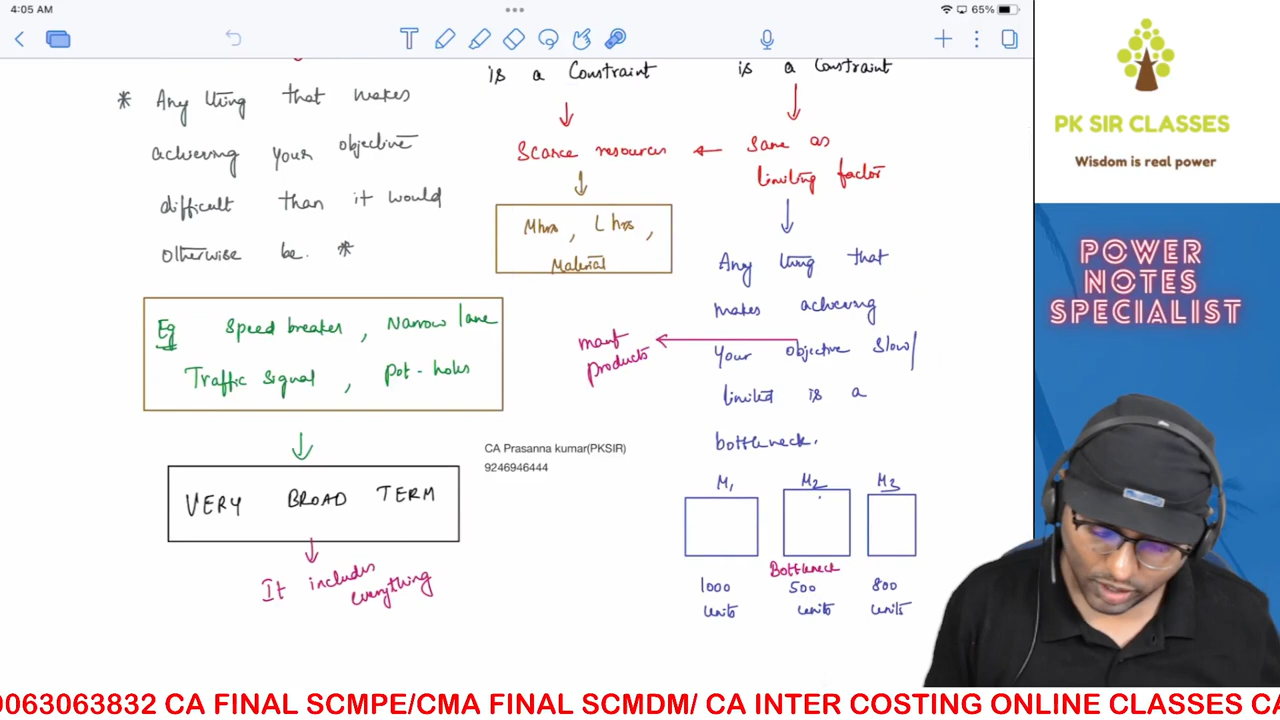 4:05 AM
65%
T
is a Constraint
is a Constraint
* Any thing that makes
achieving your objective
difficult than it would
otherwise be. *
Eg Speed breaker, Narrow lane
Traffic signal, Pot-holes
VERY BROAD TERM
It includes
everything
Scarce resources
Mhrs, L hrs,
Material
Same as
limiting factor
Any thing that
makes achieving
your objective slow/
limited is a
bottleneck.
manf
products
CA Prasanna kumar(PKSIR)
9246946444
M1 M2 M3
Bottleneck
1000 500 800
units units units
PK SIR CLASSES
Wisdom is real power
POWER
NOTES
SPECIALIST
0063063832 CA FINAL SCMPE/CMA FINAL SCMDM/ CA INTER COSTING ONLINE CLASSES CA